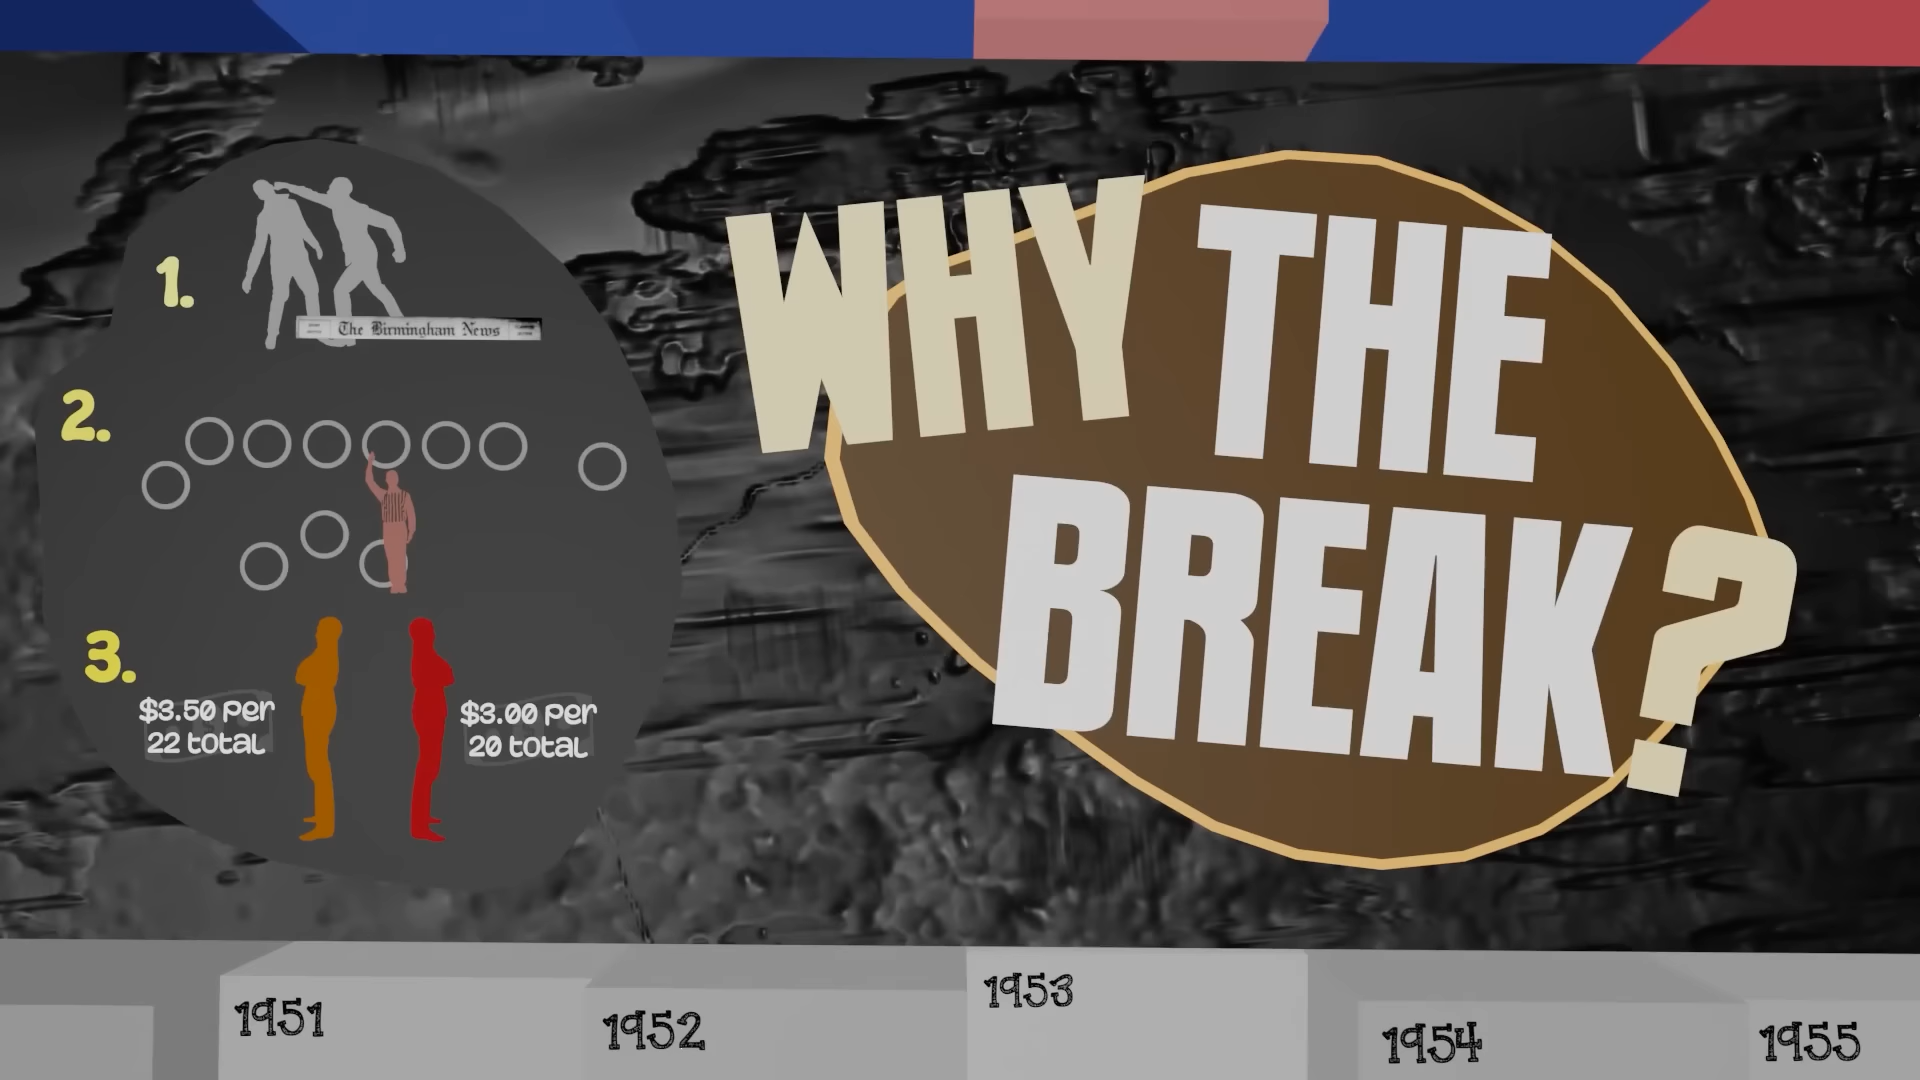 1.
The Birmingham News
2.
3.
$3.50 per
22 total
$3.00 per
20 total
WHY THE
BREAK?
1951
1952
1953
1954
1955